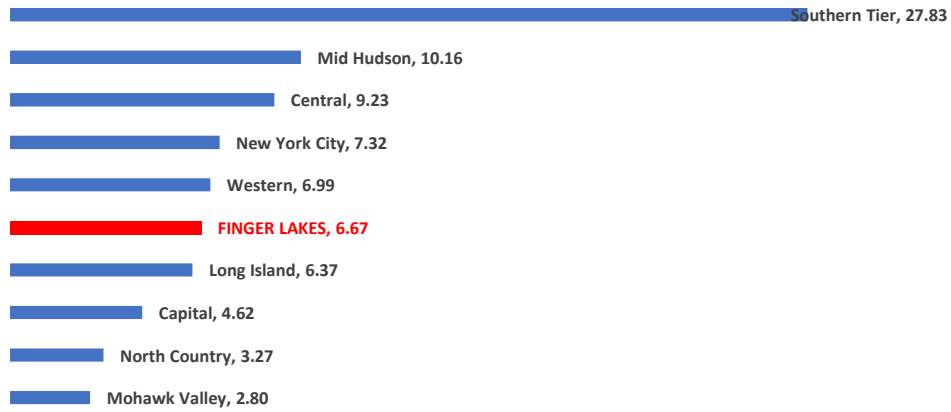 Southern Tier, 27.83
Mid Hudson, 10.16
Central, 9.23
New York City, 7.32
Western, 6.99
FINGER LAKES, 6.67
Long Island, 6.37
Capital, 4.62
North Country, 3.27
Mohawk Valley, 2.80